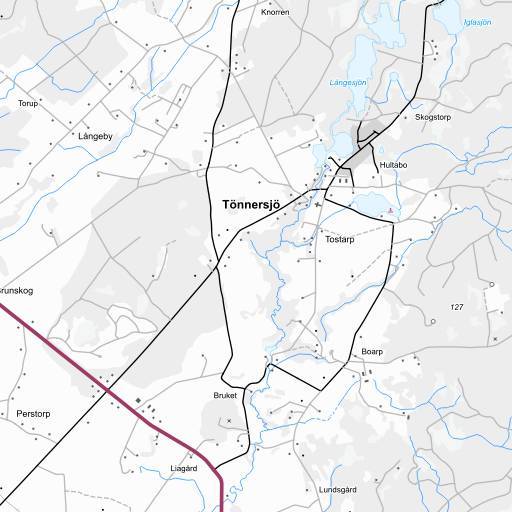 Knorren
Iglasjön
Långesjön
Torup
Skogstorp
Långeby
Hultabo
Tönnersjö
Tostarp
Brunskog
127
Boarp
Bruket
Perstorp
Liagård
Lundsgård